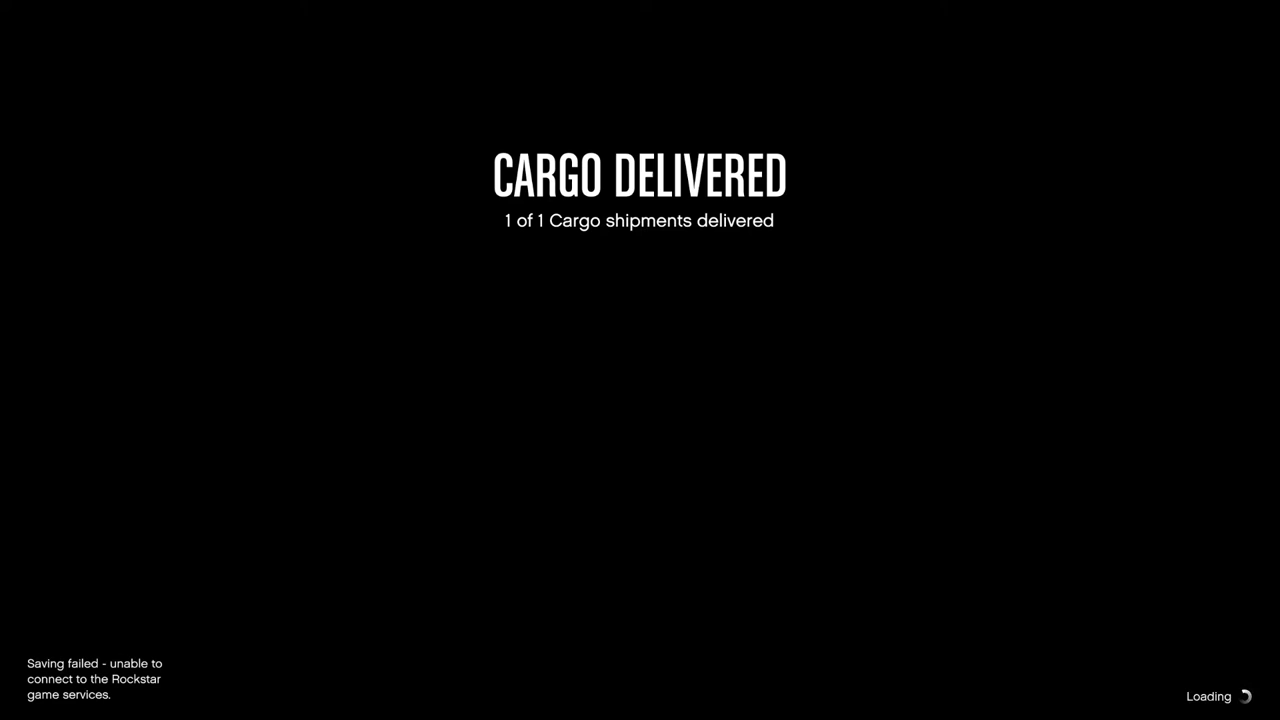 CARGO DELIVERED
1 of 1 Cargo shipments delivered
Saving failed - unable to
connect to the Rockstar
game services.
Loading